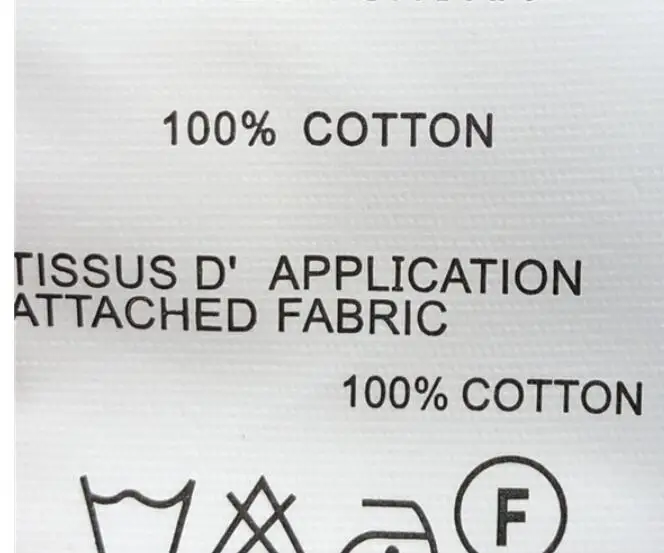 100% COTTON
TISSUS D' APPLICATION
ATTACHED FABRIC
100% COTTON
F